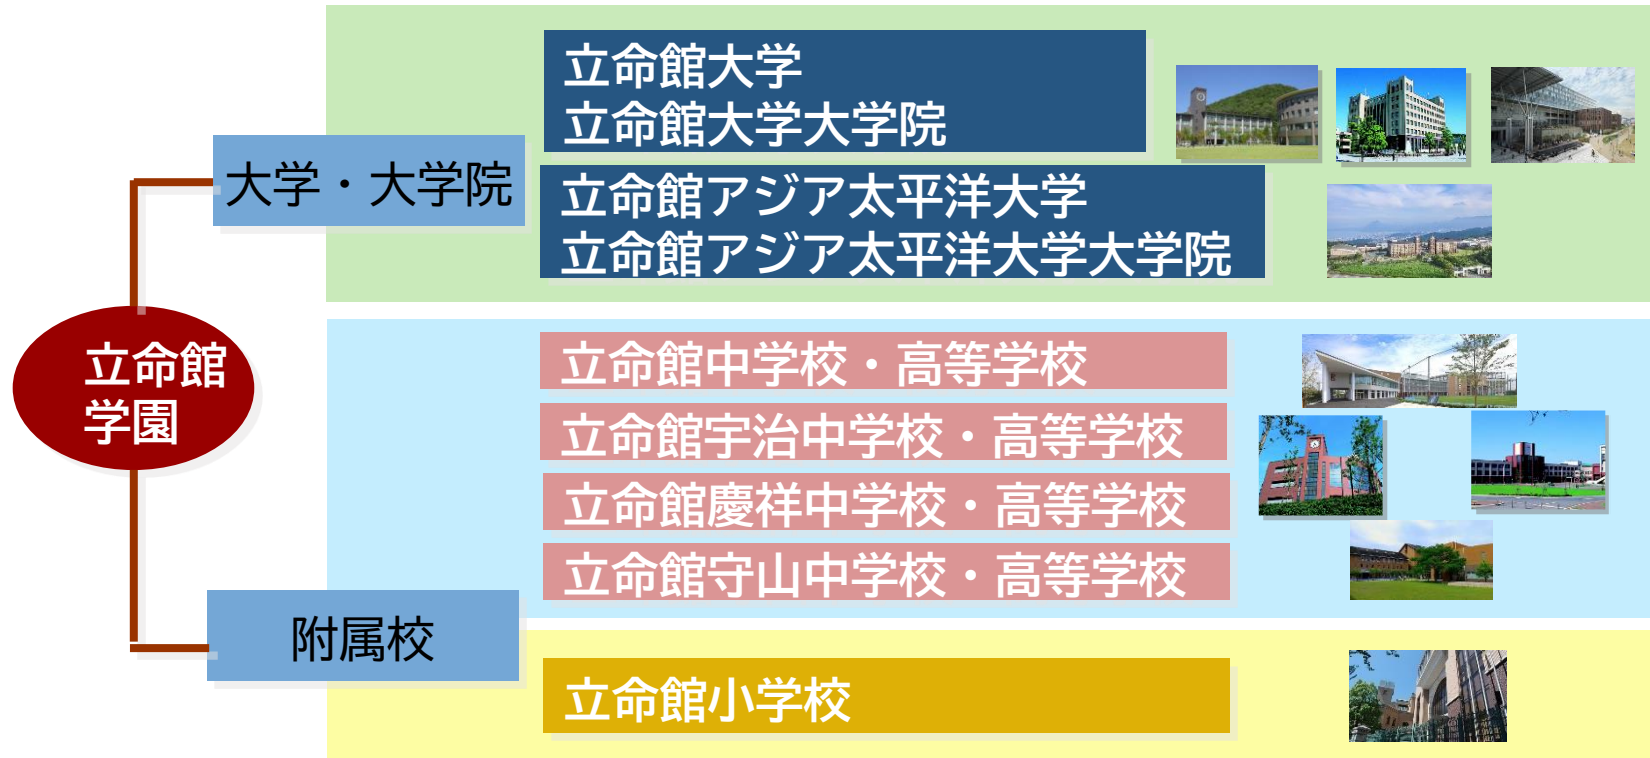 立命館大学
立命館大学大学院
大学・大学院
立命館アジア太平洋大学
立命館アジア太平洋大学大学院
立命館
学園
立命館中学校・高等学校
立命館宇治中学校・高等学校
立命館慶祥中学校・高等学校
立命館守山中学校・高等学校
附属校
立命館小学校